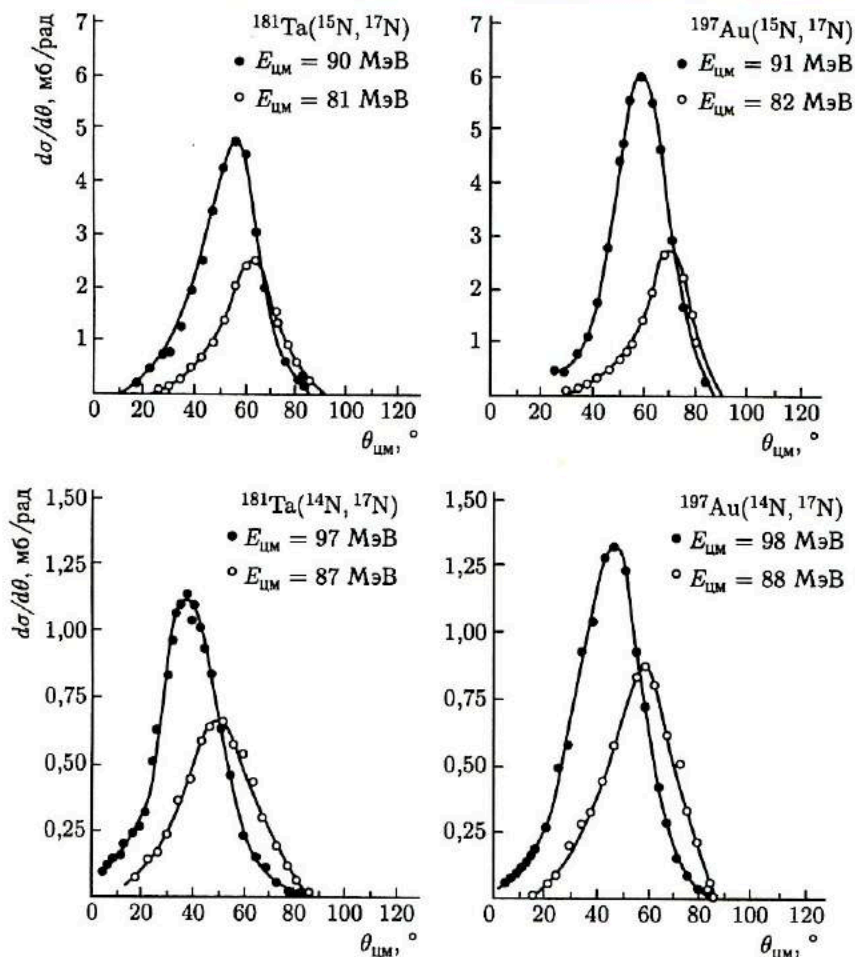 7
6
5
4
3
2
1
dσ/dθ, мб/рад
¹⁸¹Ta(¹⁵N, ¹⁷N)
● E_цм = 90 МэВ
○ E_цм = 81 МэВ
0 20 40 60 80 100 120
θ_цм, °
7
6
5
4
3
2
1
¹⁹⁷Au(¹⁵N, ¹⁷N)
● E_цм = 91 МэВ
○ E_цм = 82 МэВ
0 20 40 60 80 100 120
θ_цм, °
1,50
1,25
1,00
0,75
0,50
0,25
dσ/dθ, мб/рад
¹⁸¹Ta(¹⁴N, ¹⁷N)
● E_цм = 97 МэВ
○ E_цм = 87 МэВ
0 20 40 60 80 100 120
θ_цм, °
1,50
1,25
1,00
0,75
0,50
0,25
¹⁹⁷Au(¹⁴N, ¹⁷N)
● E_цм = 98 МэВ
○ E_цм = 88 МэВ
0 20 40 60 80 100 120
θ_цм, °